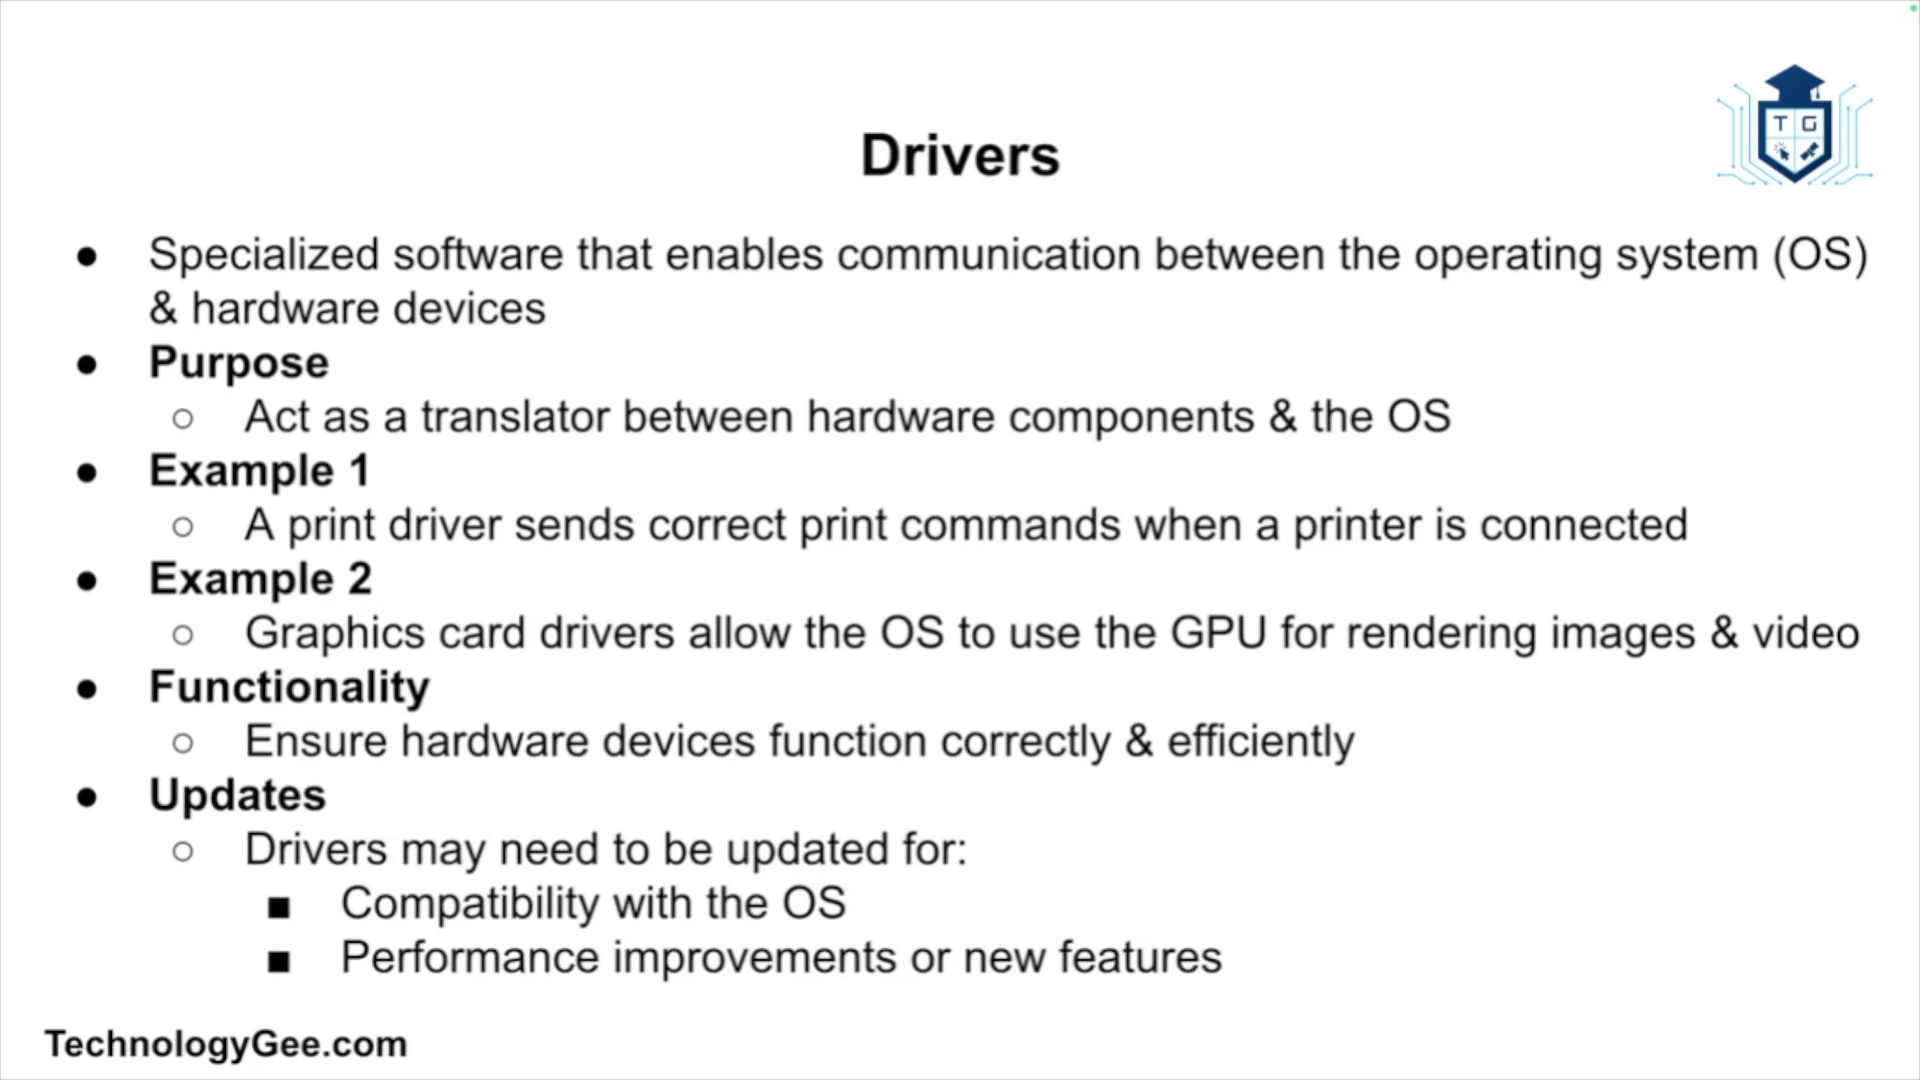 T G
Drivers
● Specialized software that enables communication between the operating system (OS)
& hardware devices
● Purpose
○ Act as a translator between hardware components & the OS
● Example 1
○ A print driver sends correct print commands when a printer is connected
● Example 2
○ Graphics card drivers allow the OS to use the GPU for rendering images & video
● Functionality
○ Ensure hardware devices function correctly & efficiently
● Updates
○ Drivers may need to be updated for:
■ Compatibility with the OS
■ Performance improvements or new features
TechnologyGee.com